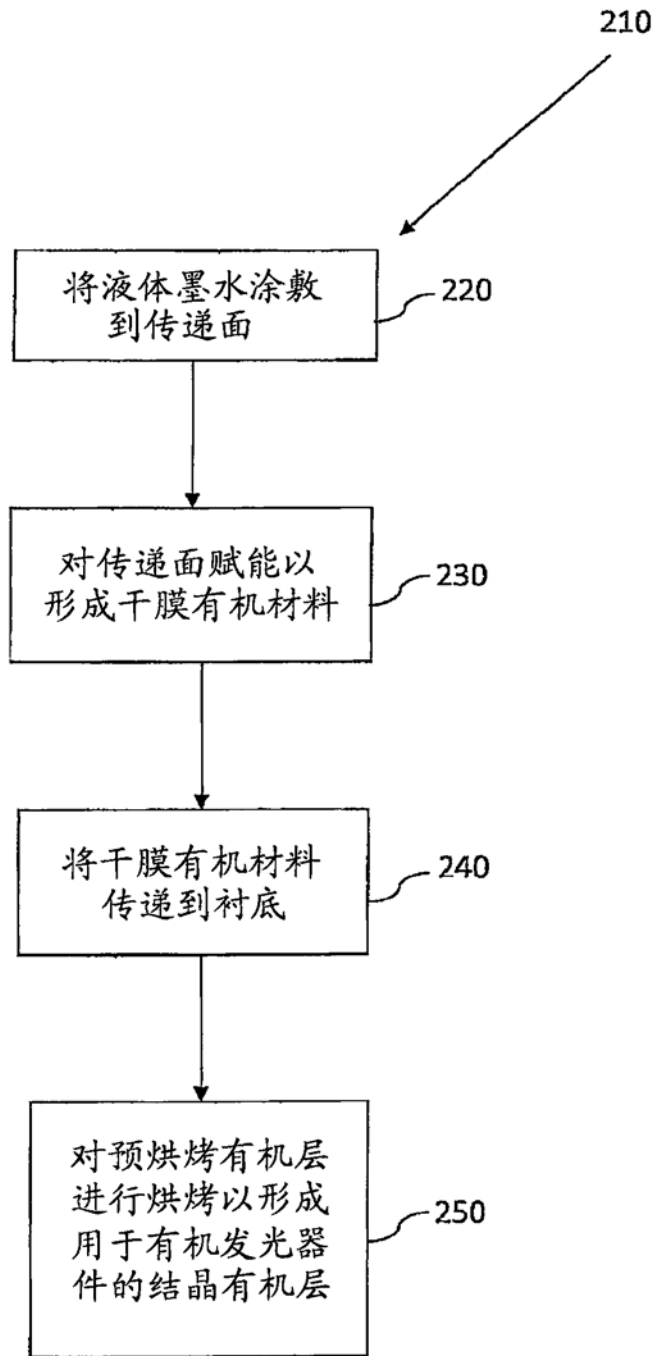 210
将液体墨水涂敷
到传递面
220
对传递面赋能以
形成干膜有机材料
230
将干膜有机材料
传递到衬底
240
对预烘烤有机层
进行烘烤以形成
用于有机发光器
件的结晶有机层
250